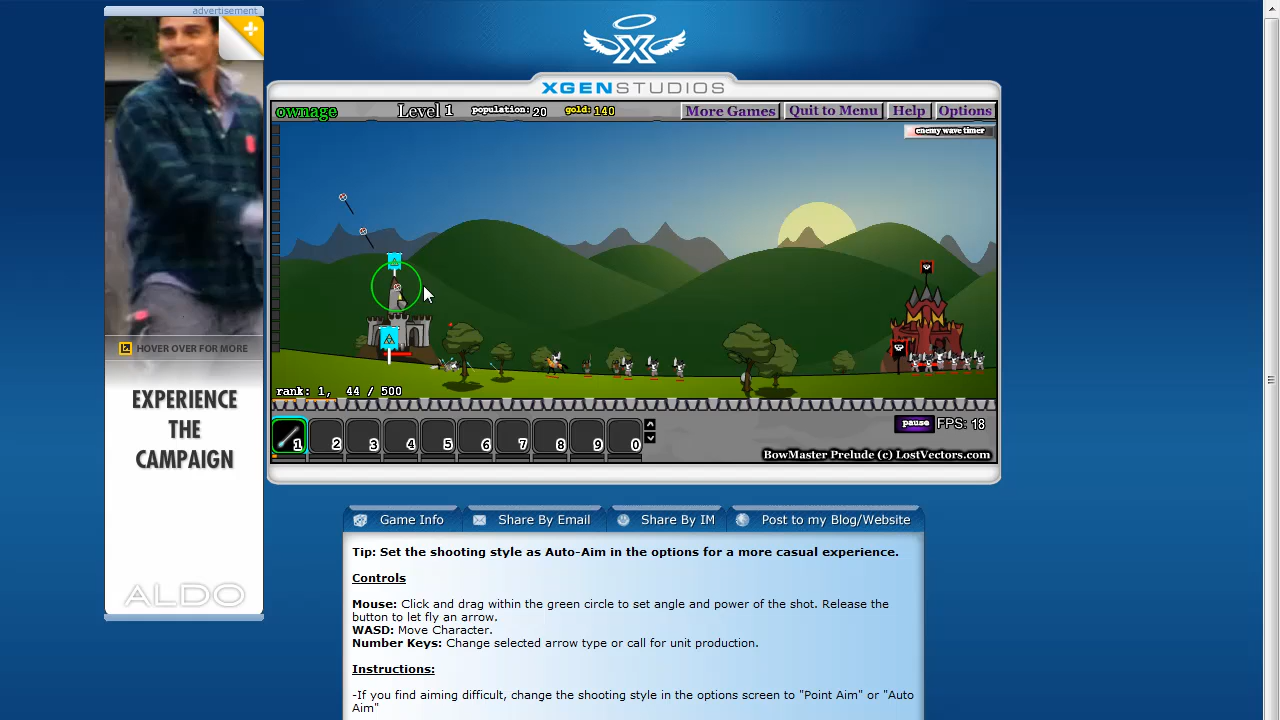 advertisement
X
XGENSTUDIOS
ownage
Level 1
population: 20
gold: 140
More Games
Quit to Menu
Help
Options
enemy wave timer
rank: 1, 44 / 500
1
2
3
4
5
6
7
8
9
0
pause
FPS: 18
BowMaster Prelude (c) LostVectors.com
HOVER OVER FOR MORE
EXPERIENCE
THE
CAMPAIGN
ALDO
Game Info
Share By Email
Share By IM
Post to my Blog/Website
Tip: Set the shooting style as Auto-Aim in the options for a more casual experience.
Controls
Mouse: Click and drag within the green circle to set angle and power of the shot. Release the
button to let fly an arrow.
WASD: Move Character.
Number Keys: Change selected arrow type or call for unit production.
Instructions:
-If you find aiming difficult, change the shooting style in the options screen to "Point Aim" or "Auto
Aim"